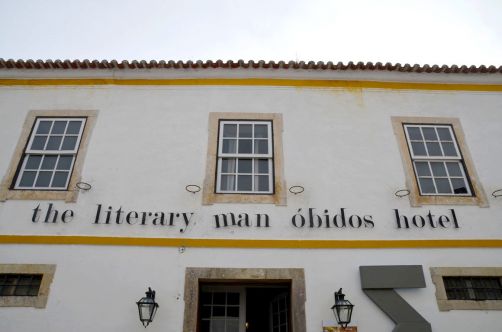 the literary man óbidos hotel